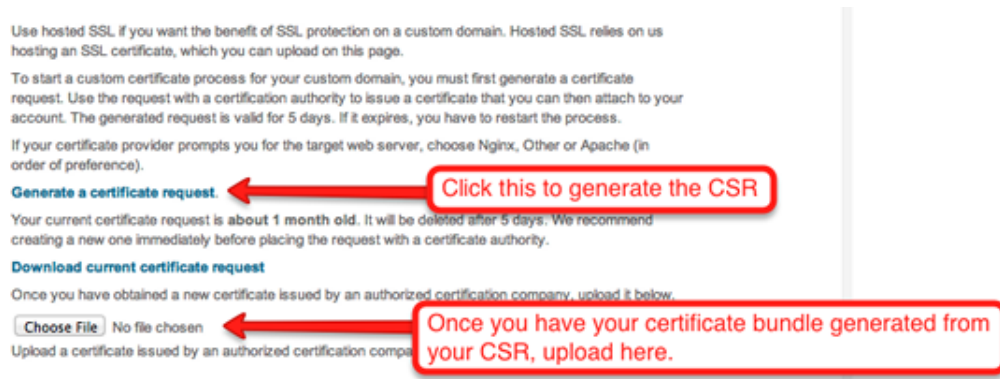 Use hosted SSL if you want the benefit of SSL protection on a custom domain. Hosted SSL relies on us
hosting an SSL certificate, which you can upload on this page.
To start a custom certificate process for your custom domain, you must first generate a certificate
request. Use the request with a certification authority to issue a certificate that you can then attach to your
account. The generated request is valid for 5 days. If it expires, you have to restart the process.
If your certificate provider prompts you for the target web server, choose Nginx, Other or Apache (in
order of preference).
Generate a certificate request.
Click this to generate the CSR
Your current certificate request is about 1 month old. It will be deleted after 5 days. We recommend
creating a new one immediately before placing the request with a certificate authority.
Download current certificate request
Once you have obtained a new certificate issued by an authorized certification company, upload it below.
Choose File No file chosen
Once you have your certificate bundle generated from
your CSR, upload here.
Upload a certificate issued by an authorized certification